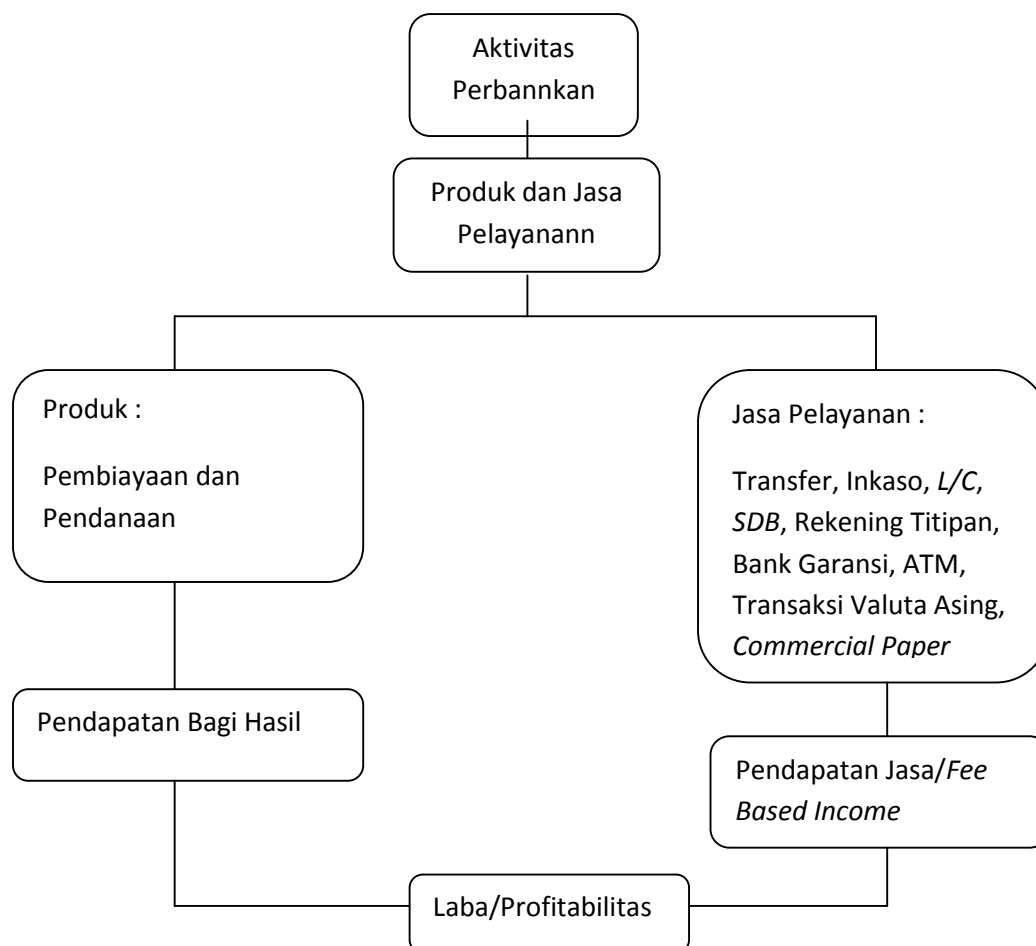 Aktivitas
Perbannkan
Produk dan Jasa
Pelayanann
Produk :
Pembiayaan dan
Pendanaan
Jasa Pelayanan :
Transfer, Inkaso, L/C,
SDB, Rekening Titipan,
Bank Garansi, ATM,
Transaksi Valuta Asing,
Commercial Paper
Pendapatan Bagi Hasil
Pendapatan Jasa/Fee
Based Income
Laba/Profitabilitas